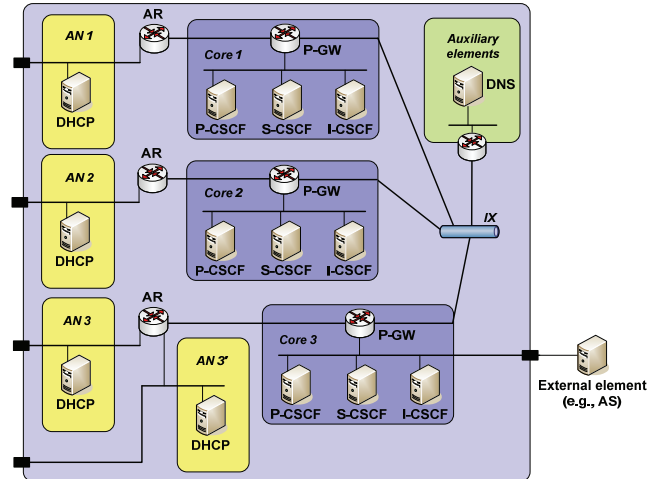 AN 1
AR
DHCP
Core 1
P-GW
P-CSCF
S-CSCF
I-CSCF
Auxiliary
elements
DNS
AN 2
AR
DHCP
Core 2
P-GW
P-CSCF
S-CSCF
I-CSCF
IX
AN 3
AR
DHCP
AN 3'
DHCP
Core 3
P-GW
P-CSCF
S-CSCF
I-CSCF
External element
(e.g., AS)